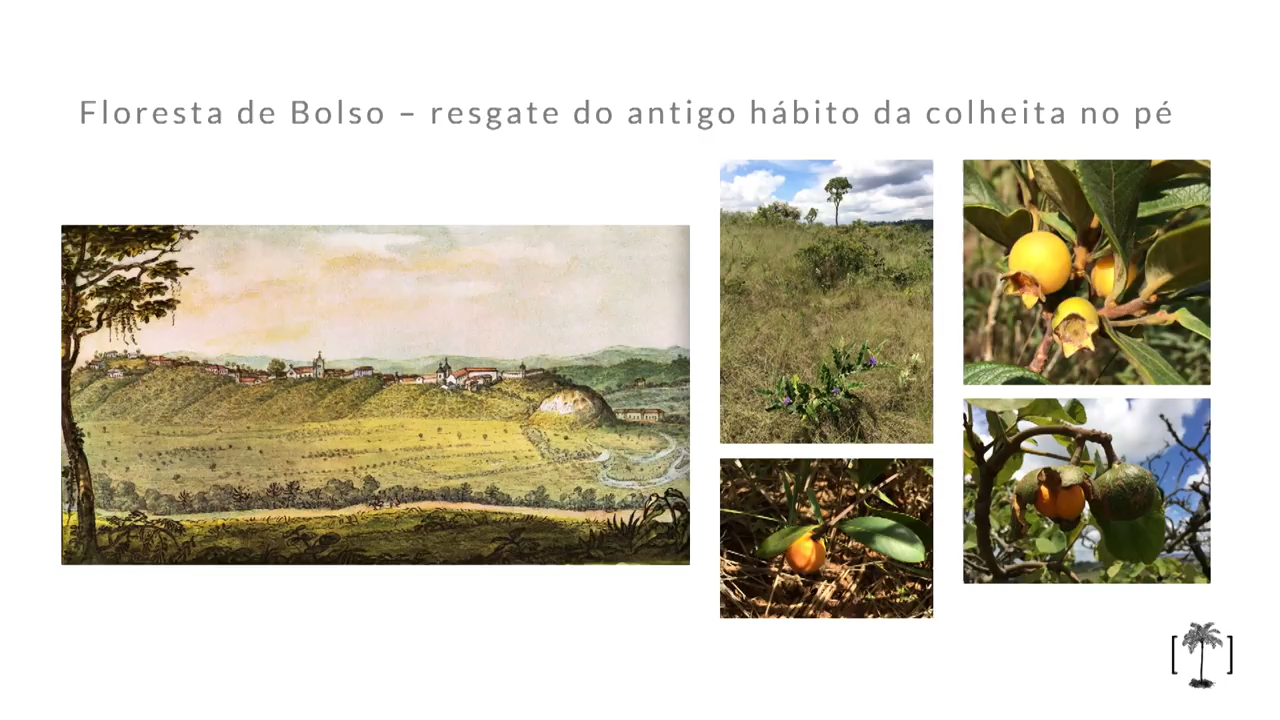 Floresta de Bolso – resgate do antigo hábito da colheita no pé